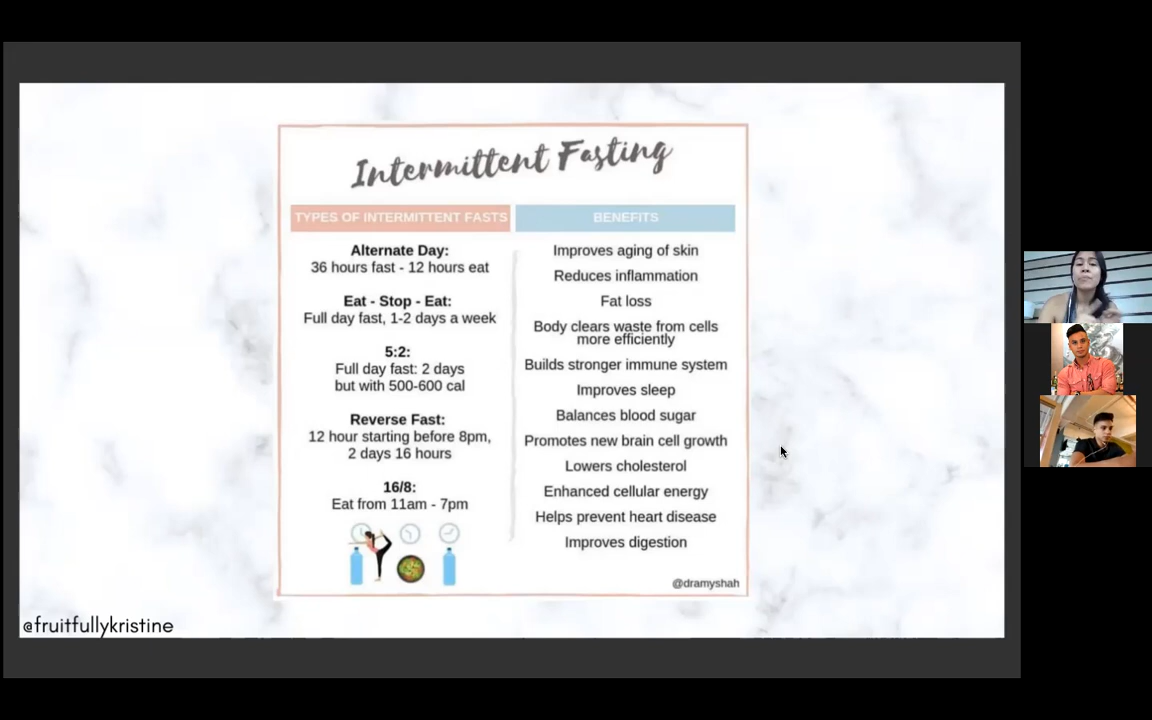 Intermittent Fasting
TYPES OF INTERMITTENT FASTS
Alternate Day:
36 hours fast - 12 hours eat
Eat - Stop - Eat:
Full day fast, 1-2 days a week
5:2:
Full day fast: 2 days
but with 500-600 cal
Reverse Fast:
12 hour starting before 8pm,
2 days 16 hours
16/8:
Eat from 11am - 7pm
BENEFITS
Improves aging of skin
Reduces inflammation
Fat loss
Body clears waste from cells
more efficiently
Builds stronger immune system
Improves sleep
Balances blood sugar
Promotes new brain cell growth
Lowers cholesterol
Enhanced cellular energy
Helps prevent heart disease
Improves digestion
@dramyshah
@fruitfullykristine